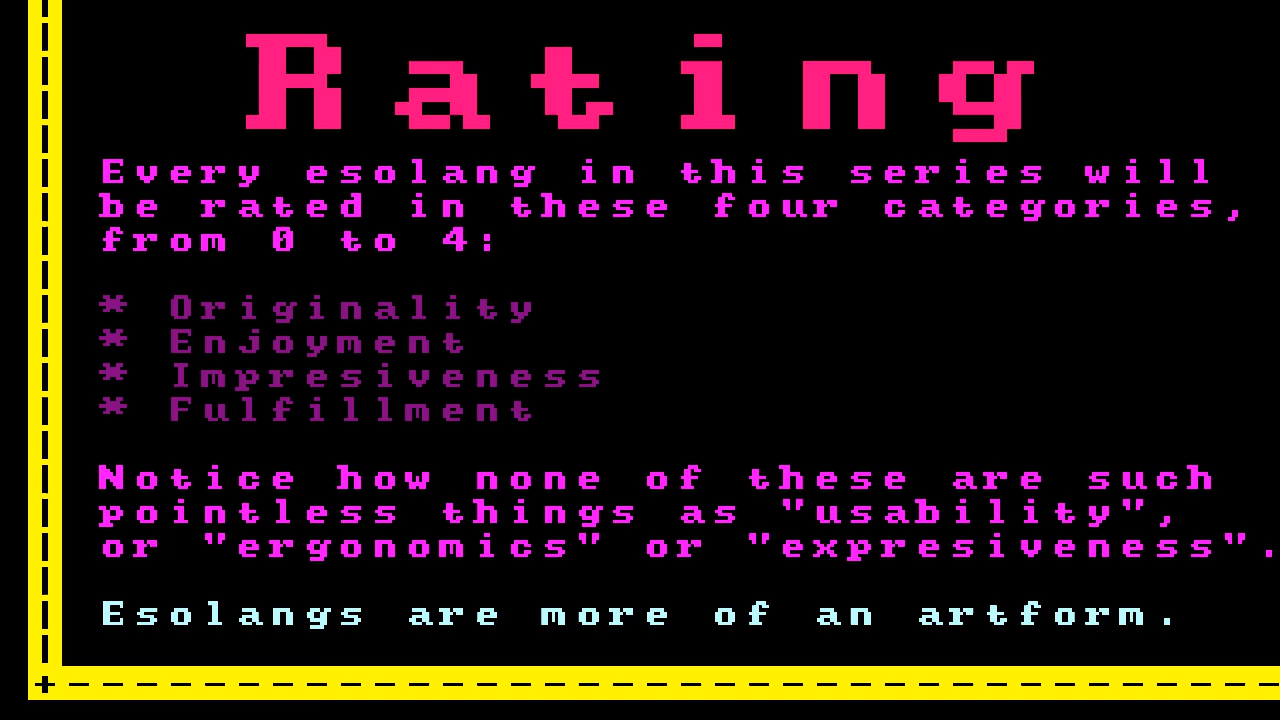 Rating
Every esolang in this series will
be rated in these four categories,
from 0 to 4:
* Originality
* Enjoyment
* Impresiveness
* Fulfillment
Notice how none of these are such
pointless things as "usability",
or "ergonomics" or "expresiveness".
Esolangs are more of an artform.